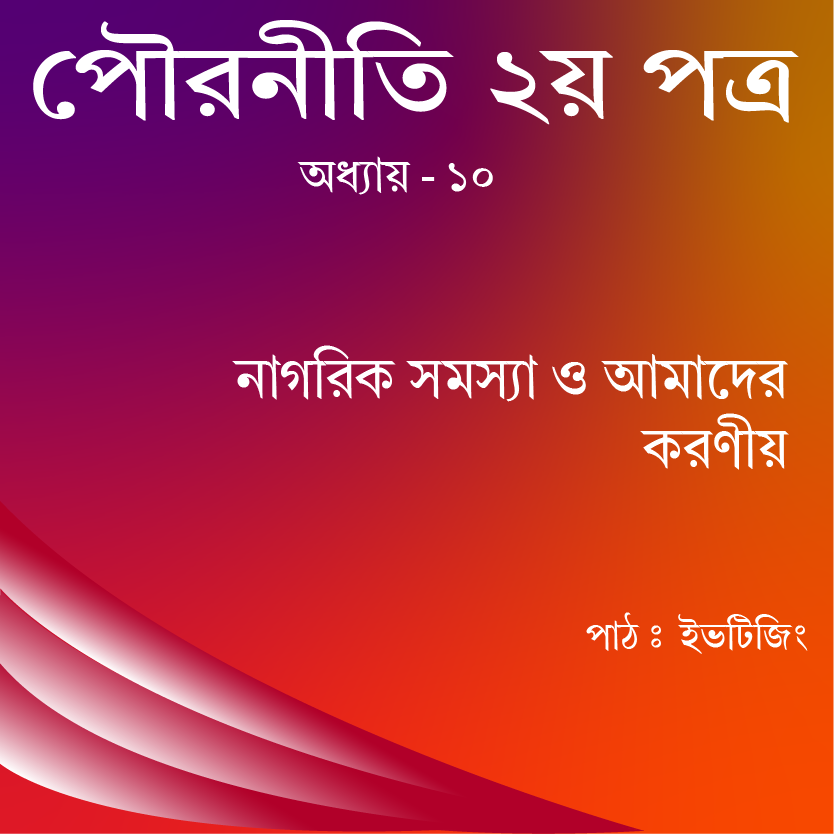 পৌরনীতি ২য় পত্র
অধ্যায় - ১০
নাগরিক সমস্যা ও আমাদের
করণীয়
পাঠ ঃ ইভটিজিং